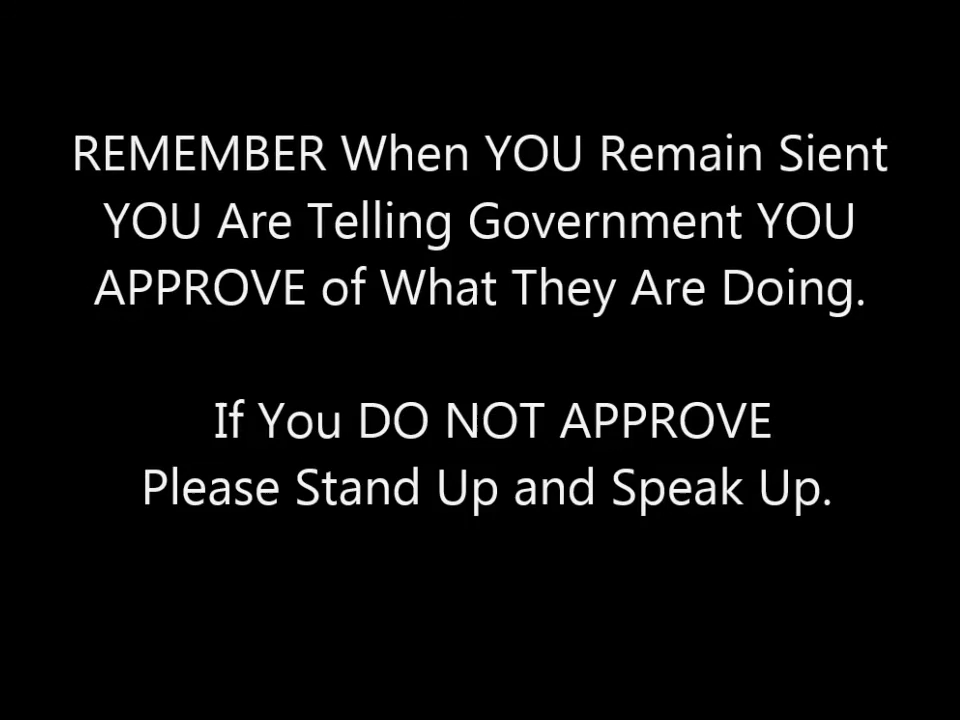 REMEMBER When YOU Remain Sient
YOU Are Telling Government YOU
APPROVE of What They Are Doing.
If You DO NOT APPROVE
Please Stand Up and Speak Up.